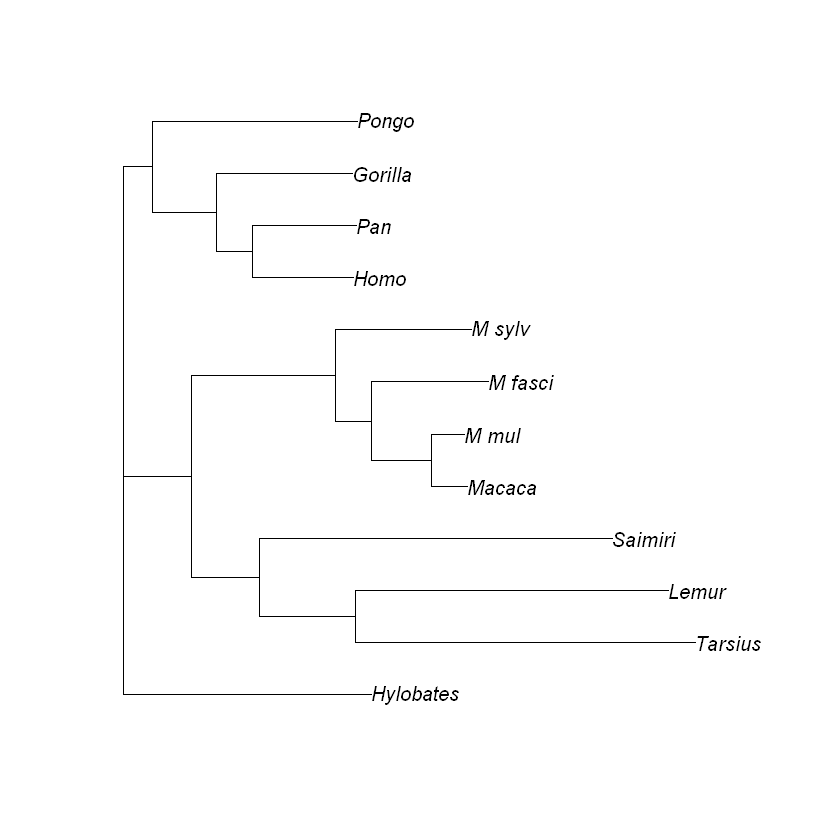 Pongo
Gorilla
Pan
Homo
M sylv
M fasci
M mul
Macaca
Saimiri
Lemur
Tarsius
Hylobates